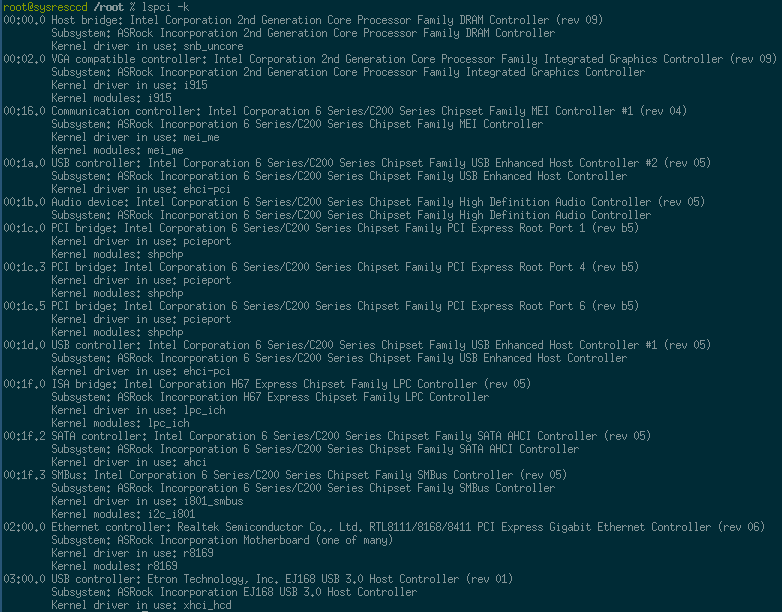 root@sysresccd /root % lspci -k
00:00.0 Host bridge: Intel Corporation 2nd Generation Core Processor Family DRAM Controller (rev 09)
Subsystem: ASRock Incorporation 2nd Generation Core Processor Family DRAM Controller
Kernel driver in use: snb_uncore
00:02.0 VGA compatible controller: Intel Corporation 2nd Generation Core Processor Family Integrated Graphics Controller (rev 09)
Subsystem: ASRock Incorporation 2nd Generation Core Processor Family Integrated Graphics Controller
Kernel driver in use: i915
Kernel modules: i915
00:16.0 Communication controller: Intel Corporation 6 Series/C200 Series Chipset Family MEI Controller #1 (rev 04)
Subsystem: ASRock Incorporation 6 Series/C200 Series Chipset Family MEI Controller
Kernel driver in use: mei_me
Kernel modules: mei_me
00:1a.0 USB controller: Intel Corporation 6 Series/C200 Series Chipset Family USB Enhanced Host Controller #2 (rev 05)
Subsystem: ASRock Incorporation 6 Series/C200 Series Chipset Family USB Enhanced Host Controller
Kernel driver in use: ehci-pci
00:1b.0 Audio device: Intel Corporation 6 Series/C200 Series Chipset Family High Definition Audio Controller (rev 05)
Subsystem: ASRock Incorporation 6 Series/C200 Series Chipset Family High Definition Audio Controller
00:1c.0 PCI bridge: Intel Corporation 6 Series/C200 Series Chipset Family PCI Express Root Port 1 (rev b5)
Kernel driver in use: pcieport
Kernel modules: shpchp
00:1c.3 PCI bridge: Intel Corporation 6 Series/C200 Series Chipset Family PCI Express Root Port 4 (rev b5)
Kernel driver in use: pcieport
Kernel modules: shpchp
00:1c.5 PCI bridge: Intel Corporation 6 Series/C200 Series Chipset Family PCI Express Root Port 6 (rev b5)
Kernel driver in use: pcieport
Kernel modules: shpchp
00:1d.0 USB controller: Intel Corporation 6 Series/C200 Series Chipset Family USB Enhanced Host Controller #1 (rev 05)
Subsystem: ASRock Incorporation 6 Series/C200 Series Chipset Family USB Enhanced Host Controller
Kernel driver in use: ehci-pci
00:1f.0 ISA bridge: Intel Corporation H67 Express Chipset Family LPC Controller (rev 05)
Subsystem: ASRock Incorporation H67 Express Chipset Family LPC Controller
Kernel driver in use: lpc_ich
Kernel modules: lpc_ich
00:1f.2 SATA controller: Intel Corporation 6 Series/C200 Series Chipset Family SATA AHCI Controller (rev 05)
Subsystem: ASRock Incorporation 6 Series/C200 Series Chipset Family SATA AHCI Controller
Kernel driver in use: ahci
00:1f.3 SMBus: Intel Corporation 6 Series/C200 Series Chipset Family SMBus Controller (rev 05)
Subsystem: ASRock Incorporation 6 Series/C200 Series Chipset Family SMBus Controller
Kernel driver in use: i801_smbus
Kernel modules: i2c_i801
02:00.0 Ethernet controller: Realtek Semiconductor Co., Ltd. RTL8111/8168/8411 PCI Express Gigabit Ethernet Controller (rev 06)
Subsystem: ASRock Incorporation Motherboard (one of many)
Kernel driver in use: r8169
Kernel modules: r8169
03:00.0 USB controller: Etron Technology, Inc. EJ168 USB 3.0 Host Controller (rev 01)
Subsystem: ASRock Incorporation EJ168 USB 3.0 Host Controller
Kernel driver in use: xhci_hcd